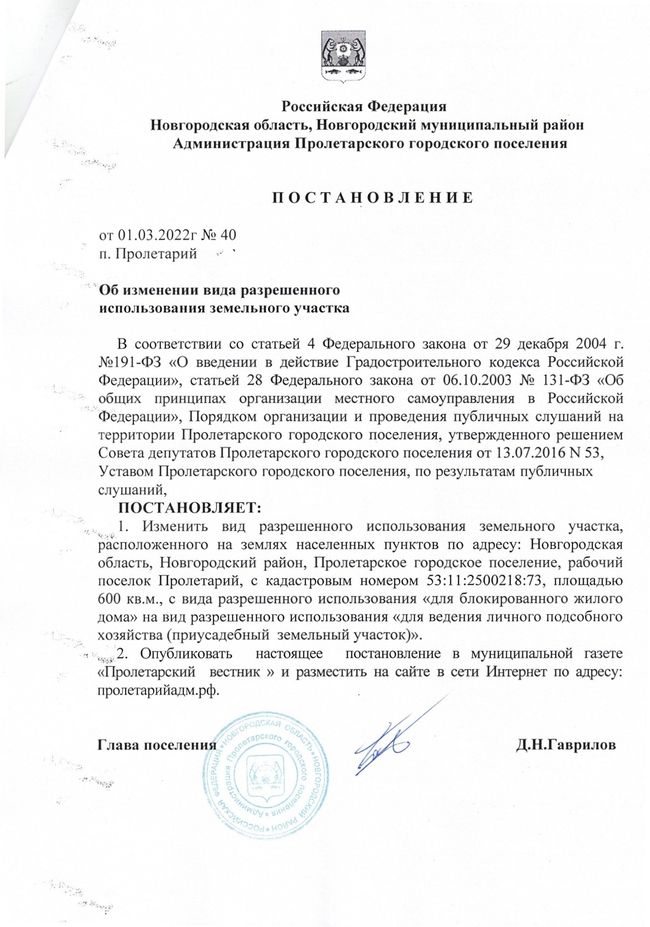 Российская Федерация
Новгородская область, Новгородский муниципальный район
Администрация Пролетарского городского поселения
П О С Т А Н О В Л Е Н И Е
от 01.03.2022г № 40
п. Пролетарий
Об изменении вида разрешенного
использования земельного участка
В соответствии со статьей 4 Федерального закона от 29 декабря 2004 г.
№191-ФЗ «О введении в действие Градостроительного кодекса Российской
Федерации», статьей 28 Федерального закона от 06.10.2003 № 131-ФЗ «Об
общих принципах организации местного самоуправления в Российской
Федерации», Порядком организации и проведения публичных слушаний на
территории Пролетарского городского поселения, утвержденного решением
Совета депутатов Пролетарского городского поселения от 13.07.2016 N 53,
Уставом Пролетарского городского поселения, по результатам публичных
слушаний,
ПОСТАНОВЛЯЕТ:
1. Изменить вид разрешенного использования земельного участка,
расположенного на землях населенных пунктов по адресу: Новгородская
область, Новгородский район, Пролетарское городское поселение, рабочий
поселок Пролетарий, с кадастровым номером 53:11:2500218:73, площадью
600 кв.м., с вида разрешенного использования «для блокированного жилого
дома» на вид разрешенного использования «для ведения личного подсобного
хозяйства (приусадебный земельный участок)».
2. Опубликовать настоящее постановление в муниципальной газете
«Пролетарский вестник » и разместить на сайте в сети Интернет по адресу:
пролетарийадм.рф.
Глава поселения Д.Н.Гаврилов
РОССИЙСКАЯ ФЕДЕРАЦИЯ • НОВГОРОДСКАЯ ОБЛАСТЬ • НОВГОРОДСКИЙ РАЙОН •
Администрация Пролетарского городского поселения